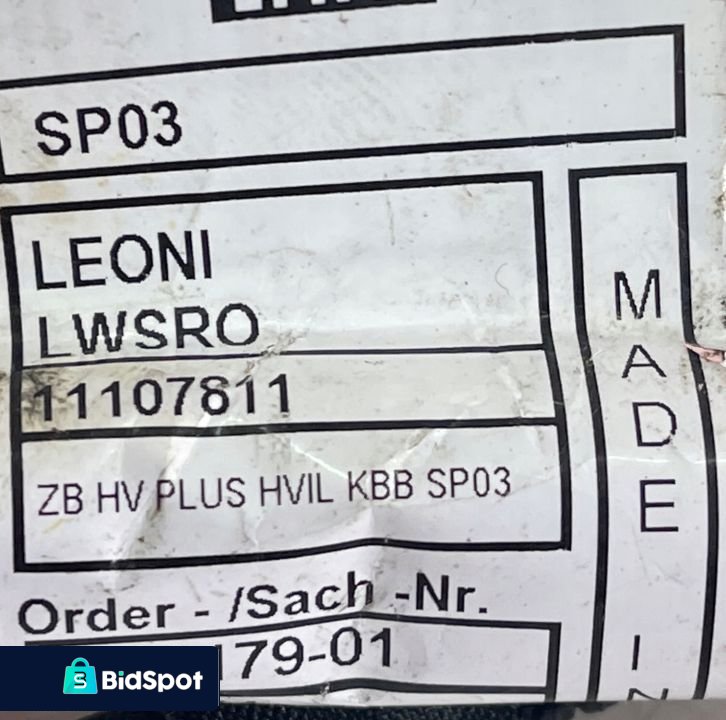 SP03
LEONI
LWSRO
11107811
ZB HV PLUS HVIL KBB SP03
Order - /Sach -Nr.
79-01
MADE
I
BidSpot